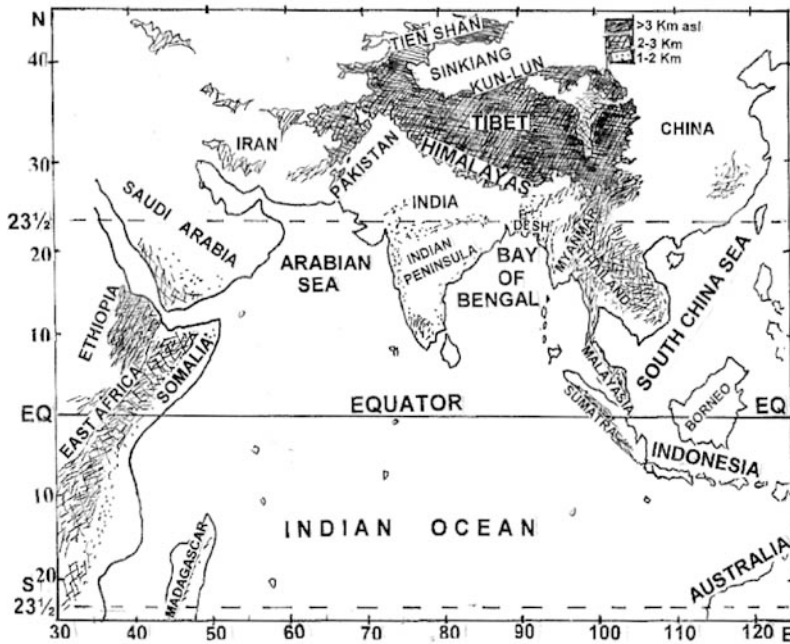 N
>3 Km asl
2-3 Km
1-2 Km
TIEN SHAN
SINKIANG
KUN-LUN
40
TIBET
CHINA
IRAN
PAKISTAN
HIMALAYAS
30
SAUDI ARABIA
INDIA
23½
DESH
INDIAN
PENINSULA
MYANMAR
THAILAND
20
ARABIAN
SEA
BAY
OF
BENGAL
SOUTH CHINA SEA
ETHIOPIA
10
SOMALIA
EAST AFRICA
MALAYASIA
EQ
EQUATOR
EQ
SUMATRA
BORNEO
INDONESIA
10
INDIAN OCEAN
MADAGASCAR
AUSTRALIA
S
20
23½
30 40 50 60 70 80 90 100 110 120 E